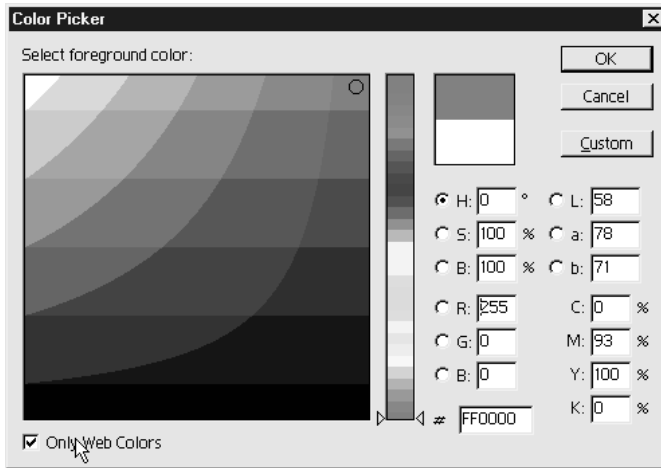 Color Picker
Select foreground color:
OK
Cancel
Custom
H: 0 °
S: 100 %
B: 100 %
R: 255
G: 0
B: 0
# FF0000
L: 58
a: 78
b: 71
C: 0 %
M: 93 %
Y: 100 %
K: 0 %
Only Web Colors